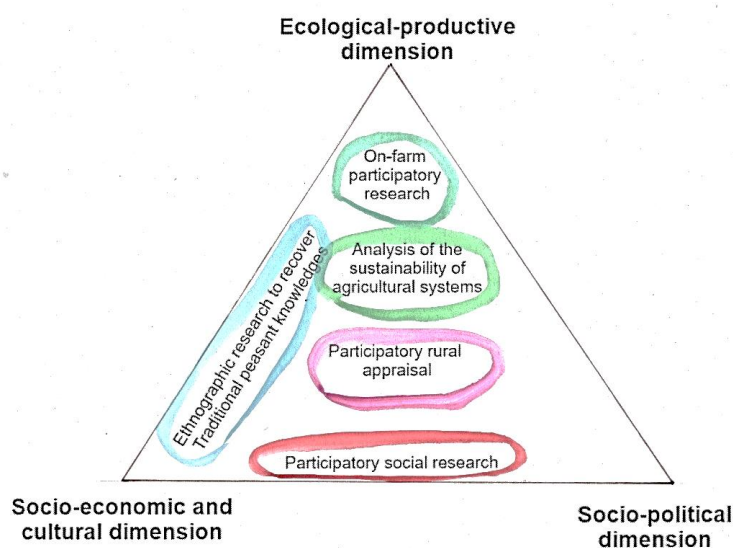 Ecological-productive
dimension
On-farm
participatory
research
Analysis of the
sustainability of
agricultural systems
Ethnographic research to recover
Traditional peasant knowledges
Participatory rural
appraisal
Participatory social research
Socio-economic and
cultural dimension
Socio-political
dimension